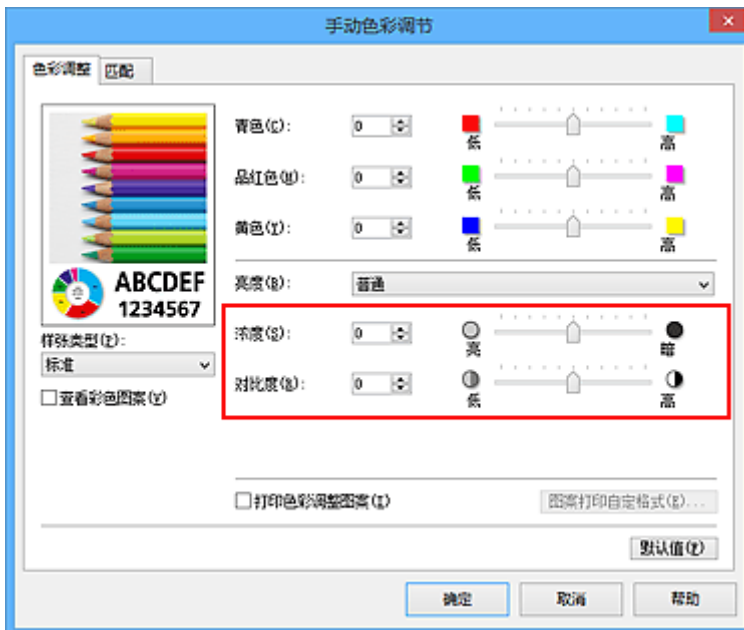 手动色彩调节
色彩调整 匹配
青色(C): 0 低 高
品红色(M): 0 低 高
黄色(Y): 0 低 高
ABCDEF
1234567
亮度(B): 普通
样张类型(P):
标准
查看彩色图案(V)
浓度(S): 0 亮 暗
对比度(R): 0 低 高
打印色彩调整图案(I) 图案打印自定格式(E)...
默认值(F)
确定 取消 帮助